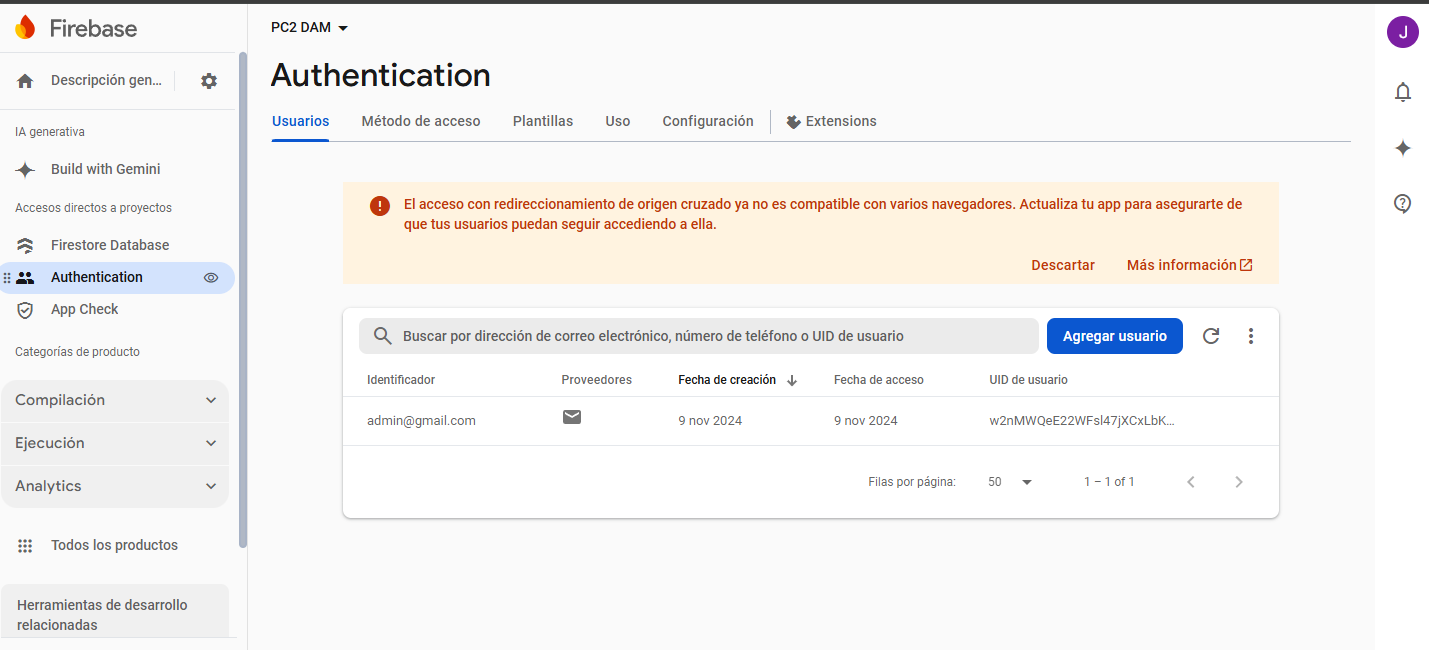 Firebase
PC2 DAM
J
Descripción gen...
Authentication
Usuarios
Método de acceso
Plantillas
Uso
Configuración
Extensions
IA generativa
Build with Gemini
Accesos directos a proyectos
Firestore Database
Authentication
App Check
Categorías de producto
Compilación
Ejecución
Analytics
Todos los productos
Herramientas de desarrollo
relacionadas
El acceso con redireccionamiento de origen cruzado ya no es compatible con varios navegadores. Actualiza tu app para asegurarte de
que tus usuarios puedan seguir accediendo a ella.
Descartar
Más información
Buscar por dirección de correo electrónico, número de teléfono o UID de usuario
Agregar usuario
Identificador
Proveedores
Fecha de creación
Fecha de acceso
UID de usuario
admin@gmail.com
9 nov 2024
9 nov 2024
w2nMWQeE22WFsl47jXCxLbK...
Filas por página:
50
1 – 1 of 1